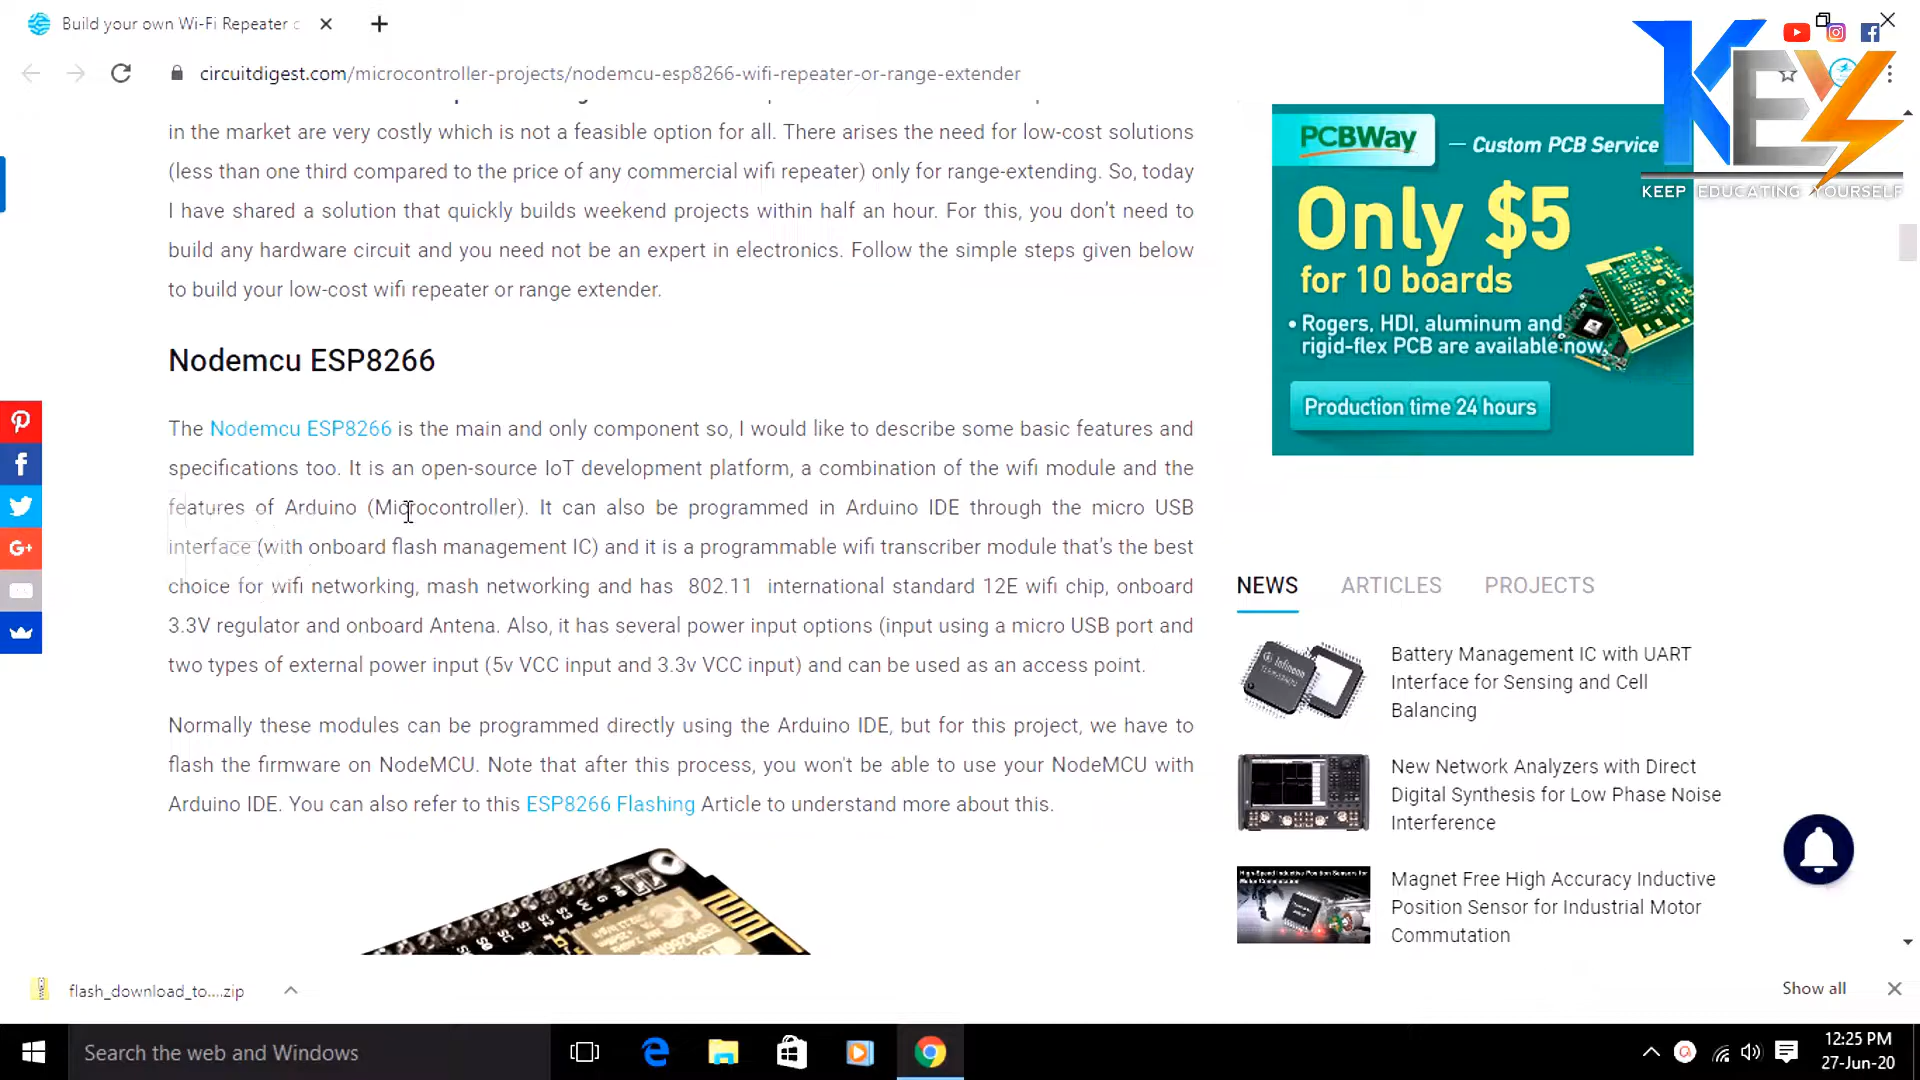 Build your own Wi-Fi Repeater
circuitdigest.com/microcontroller-projects/nodemcu-esp8266-wifi-repeater-or-range-extender
KEY
KEEP EDUCATING YOURSELF
in the market are very costly which is not a feasible option for all. There arises the need for low-cost solutions
(less than one third compared to the price of any commercial wifi repeater) only for range-extending. So, today
I have shared a solution that quickly builds weekend projects within half an hour. For this, you don't need to
build any hardware circuit and you need not be an expert in electronics. Follow the simple steps given below
to build your low-cost wifi repeater or range extender.
Nodemcu ESP8266
The Nodemcu ESP8266 is the main and only component so, I would like to describe some basic features and
specifications too. It is an open-source IoT development platform, a combination of the wifi module and the
features of Arduino (Microcontroller). It can also be programmed in Arduino IDE through the micro USB
interface (with onboard flash management IC) and it is a programmable wifi transcriber module that's the best
choice for wifi networking, mash networking and has 802.11 international standard 12E wifi chip, onboard
3.3V regulator and onboard Antena. Also, it has several power input options (input using a micro USB port and
two types of external power input (5v VCC input and 3.3v VCC input) and can be used as an access point.
Normally these modules can be programmed directly using the Arduino IDE, but for this project, we have to
flash the firmware on NodeMCU. Note that after this process, you won't be able to use your NodeMCU with
Arduino IDE. You can also refer to this ESP8266 Flashing Article to understand more about this.
PCBWay — Custom PCB Service
Only $5
for 10 boards
• Rogers, HDI, aluminum and
rigid-flex PCB are available now.
Production time 24 hours
NEWS ARTICLES PROJECTS
Battery Management IC with UART
Interface for Sensing and Cell
Balancing
New Network Analyzers with Direct
Digital Synthesis for Low Phase Noise
Interference
High-Speed Inductive Position Sensors for
Motor Commutation
Magnet Free High Accuracy Inductive
Position Sensor for Industrial Motor
Commutation
flash_download_to....zip
Show all
Search the web and Windows
12:25 PM
27-Jun-20